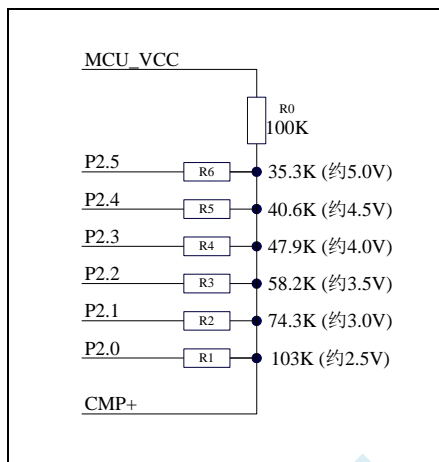 MCU_VCC
R0
100K
P2.5
R6
35.3K (约5.0V)
P2.4
R5
40.6K (约4.5V)
P2.3
R4
47.9K (约4.0V)
P2.2
R3
58.2K (约3.5V)
P2.1
R2
74.3K (约3.0V)
P2.0
R1
103K (约2.5V)
CMP+